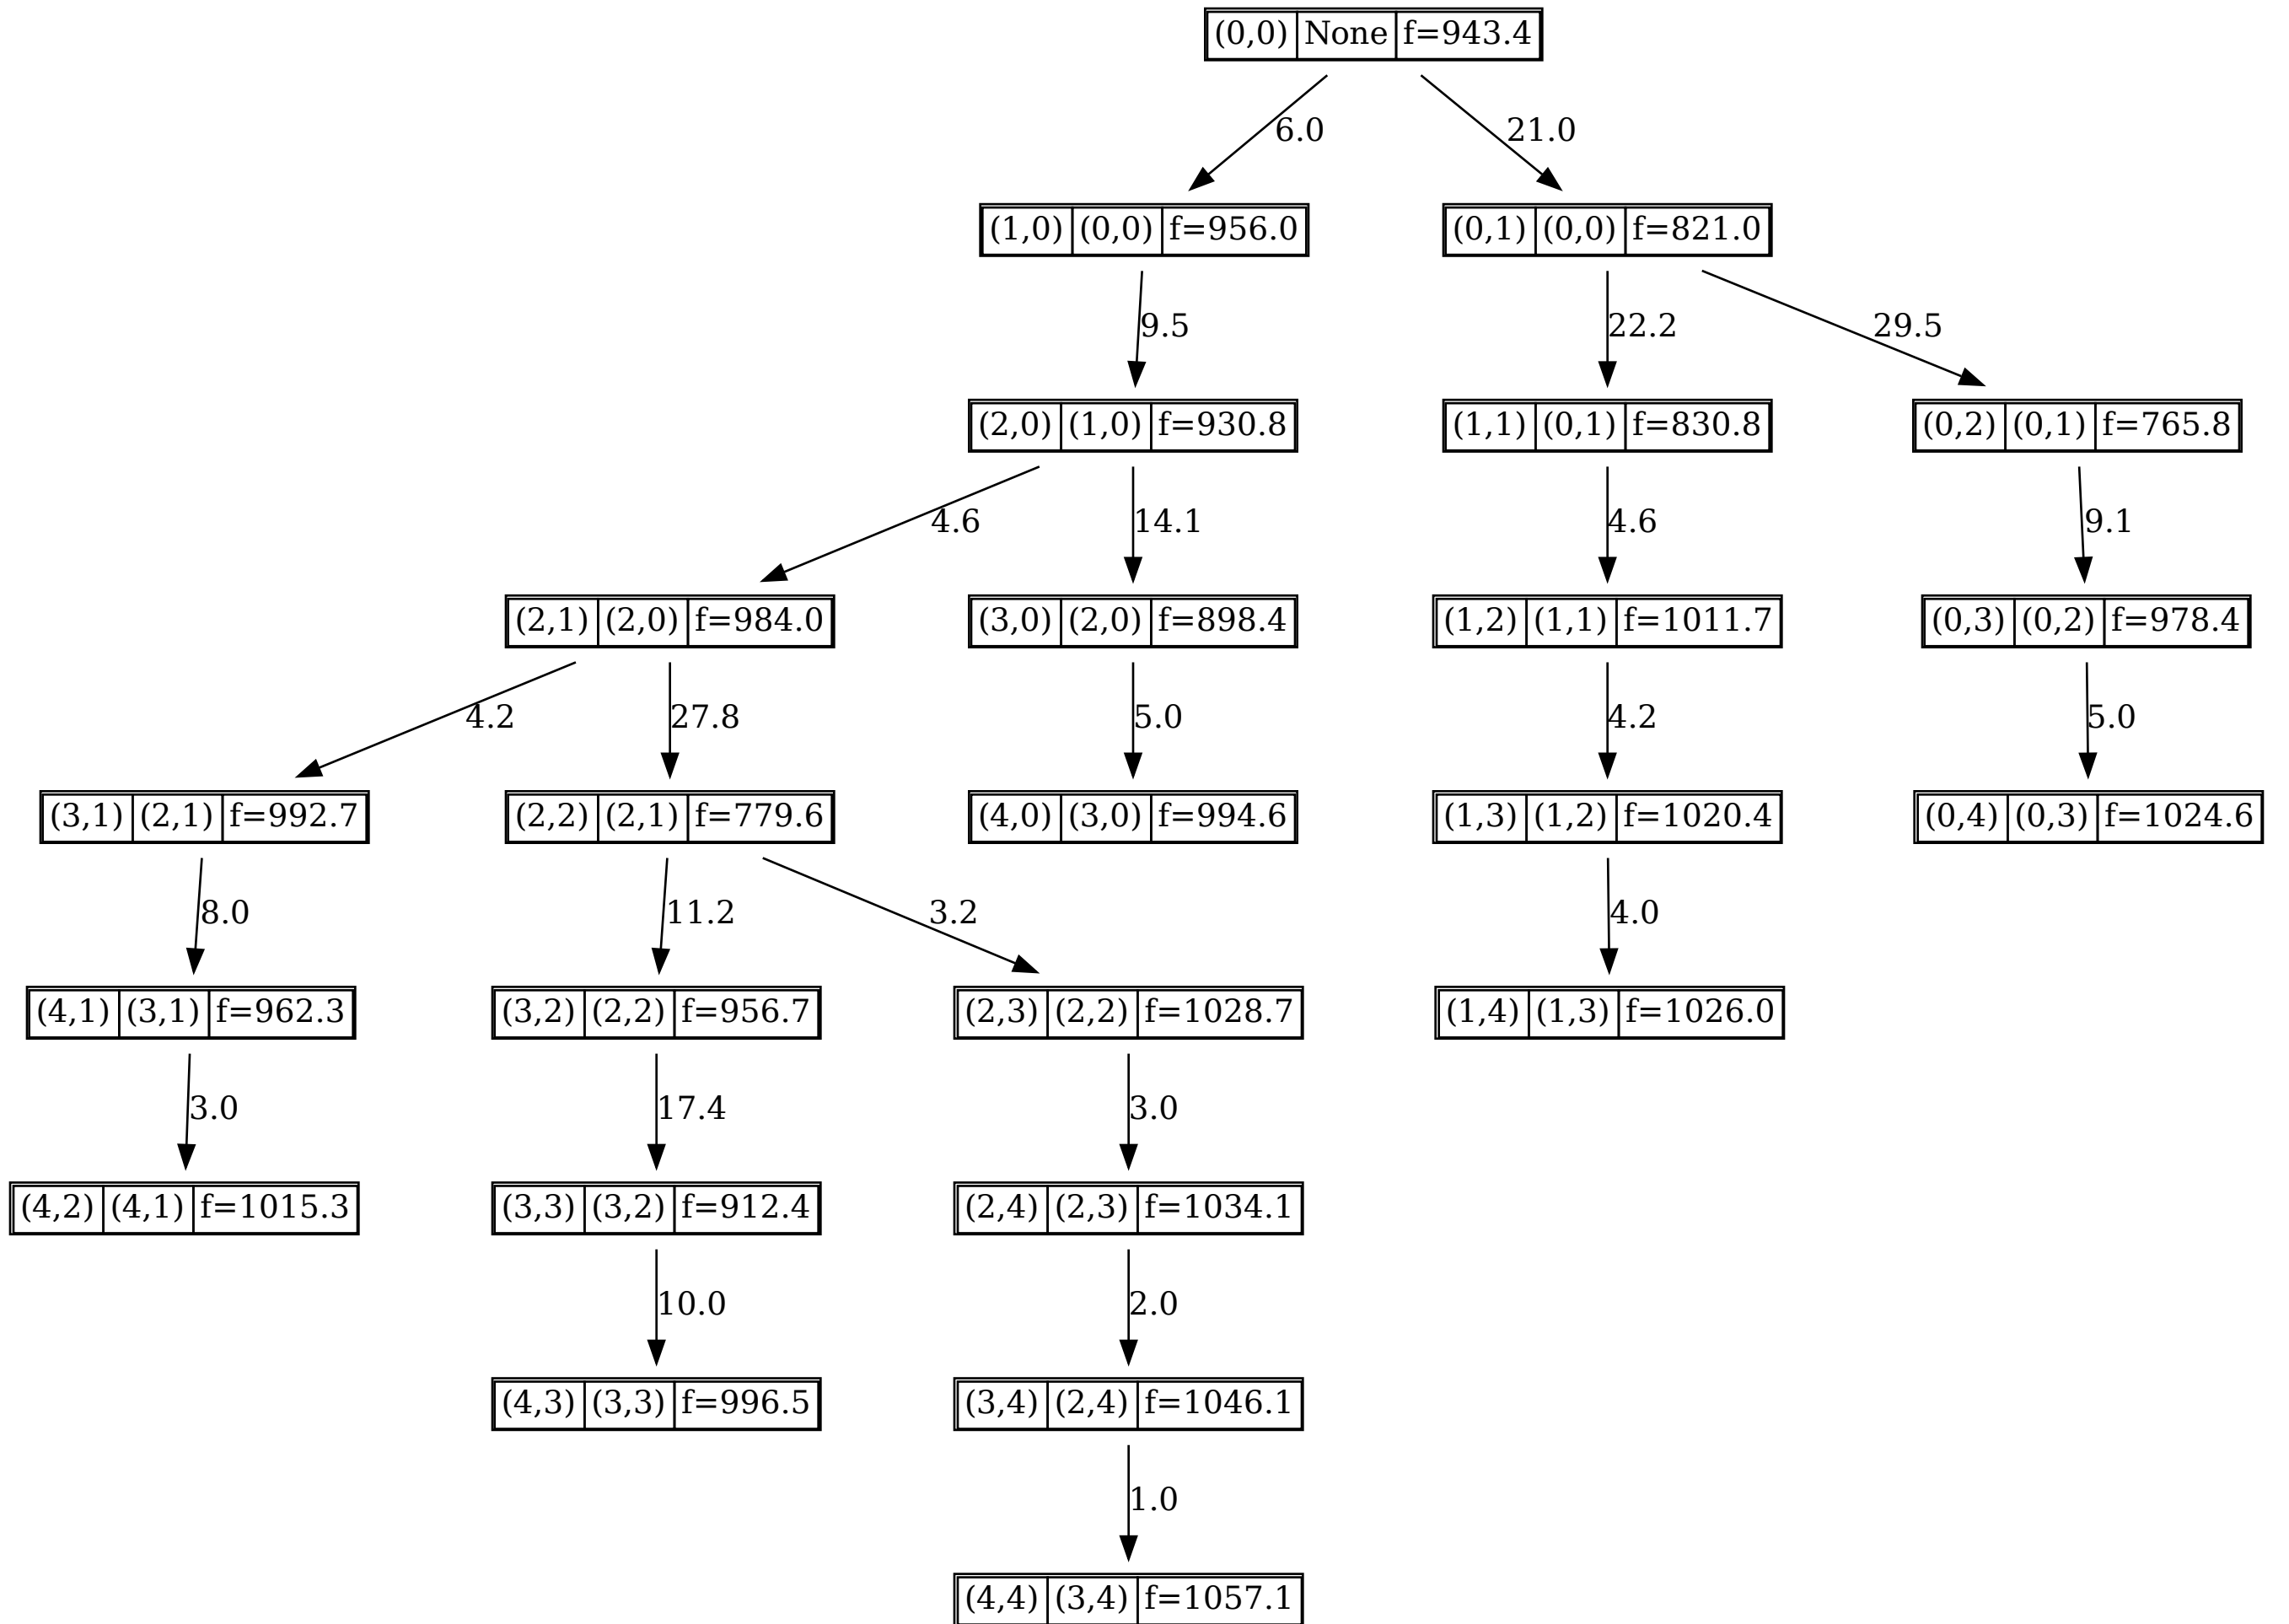 (0,0) None f=943.4
6.0 21.0
(1,0) (0,0) f=956.0 (0,1) (0,0) f=821.0
9.5 22.2 29.5
(2,0) (1,0) f=930.8 (1,1) (0,1) f=830.8 (0,2) (0,1) f=765.8
4.6 14.1 4.6 9.1
(2,1) (2,0) f=984.0 (3,0) (2,0) f=898.4 (1,2) (1,1) f=1011.7 (0,3) (0,2) f=978.4
4.2 27.8 5.0 4.2 5.0
(3,1) (2,1) f=992.7 (2,2) (2,1) f=779.6 (4,0) (3,0) f=994.6 (1,3) (1,2) f=1020.4 (0,4) (0,3) f=1024.6
8.0 11.2 3.2 4.0
(4,1) (3,1) f=962.3 (3,2) (2,2) f=956.7 (2,3) (2,2) f=1028.7 (1,4) (1,3) f=1026.0
3.0 17.4 3.0
(4,2) (4,1) f=1015.3 (3,3) (3,2) f=912.4 (2,4) (2,3) f=1034.1
10.0 2.0
(4,3) (3,3) f=996.5 (3,4) (2,4) f=1046.1
1.0
(4,4) (3,4) f=1057.1